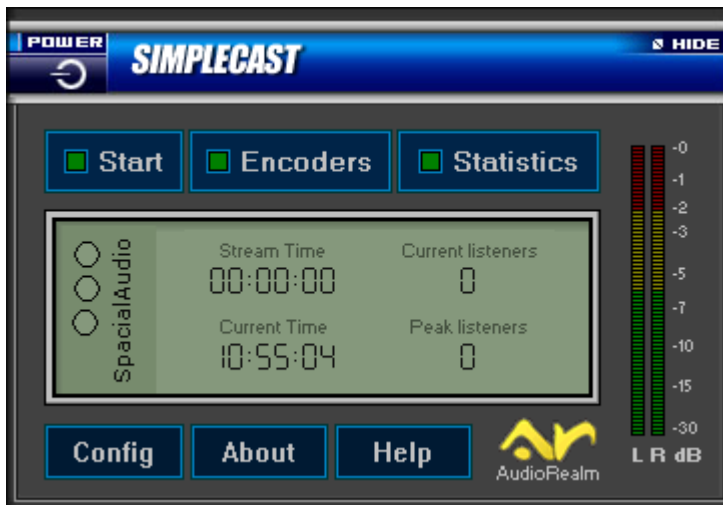 POWER
SIMPLECAST
HIDE
Start
Encoders
Statistics
SpacialAudio
Stream Time
Current listeners
00:00:00
0
Current Time
Peak listeners
10:55:04
0
-0
-1
-2
-3
-5
-7
-10
-15
-30
L R dB
Config
About
Help
AudioRealm